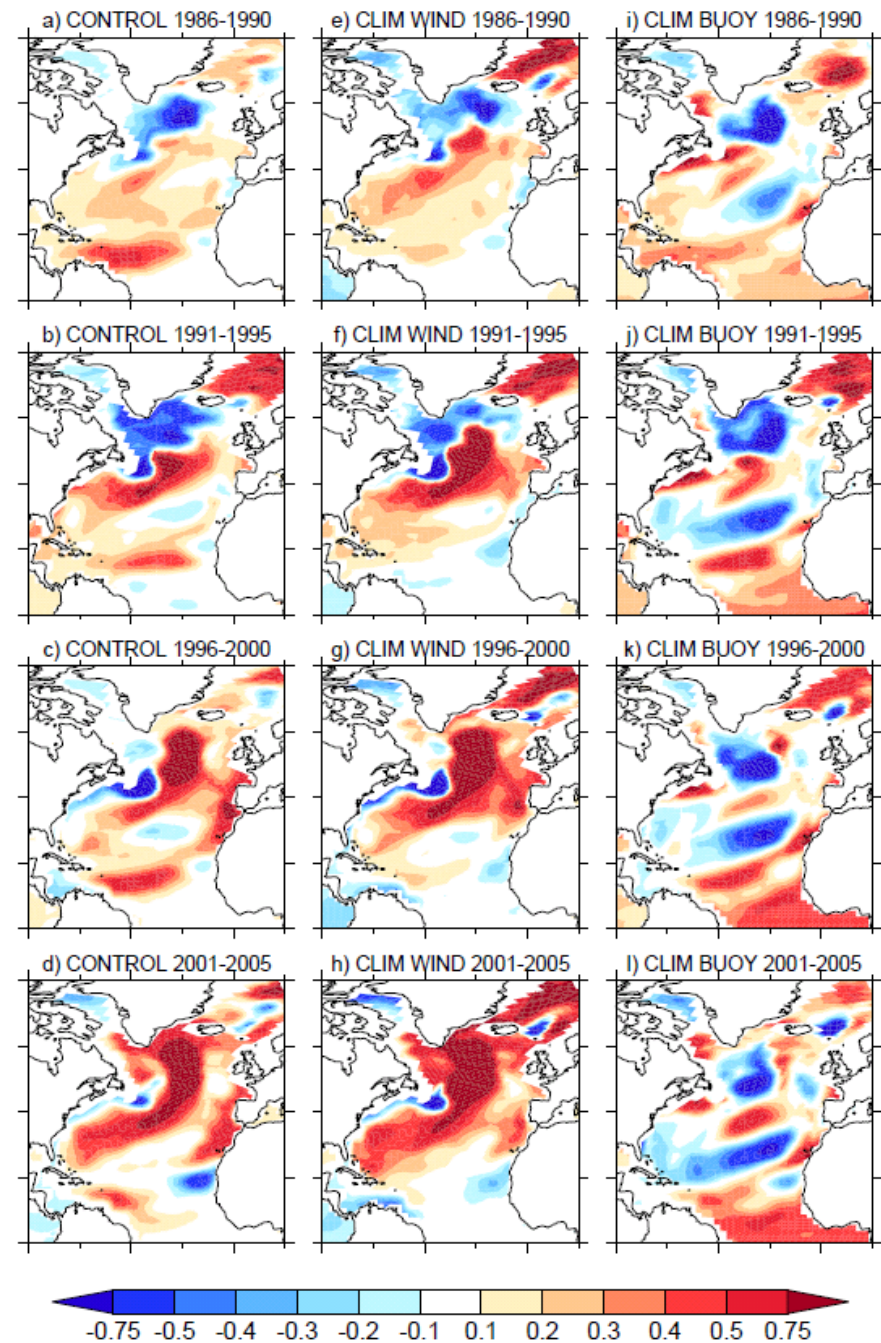 a) CONTROL 1986-1990 e) CLIM WIND 1986-1990 i) CLIM BUOY 1986-1990
b) CONTROL 1991-1995 f) CLIM WIND 1991-1995 j) CLIM BUOY 1991-1995
c) CONTROL 1996-2000 g) CLIM WIND 1996-2000 k) CLIM BUOY 1996-2000
d) CONTROL 2001-2005 h) CLIM WIND 2001-2005 l) CLIM BUOY 2001-2005
-0.75 -0.5 -0.4 -0.3 -0.2 -0.1 0.1 0.2 0.3 0.4 0.5 0.75